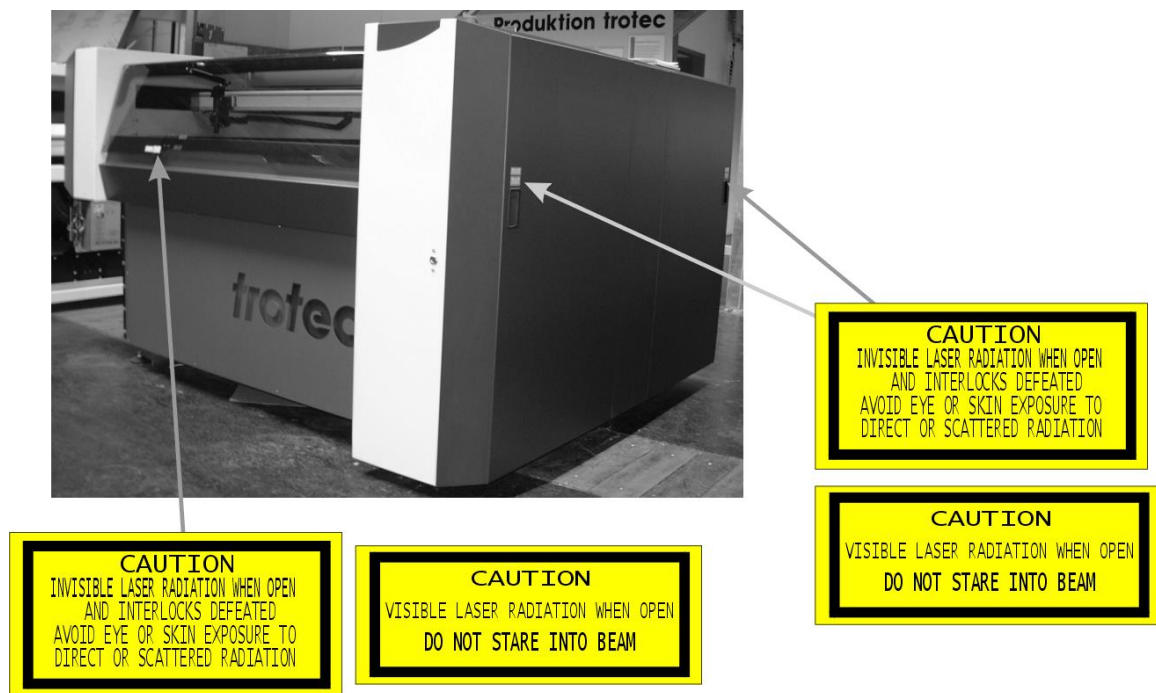 Produktion trotec
trotec
CAUTION
INVISIBLE LASER RADIATION WHEN OPEN
AND INTERLOCKS DEFEATED
AVOID EYE OR SKIN EXPOSURE TO
DIRECT OR SCATTERED RADIATION
CAUTION
VISIBLE LASER RADIATION WHEN OPEN
DO NOT STARE INTO BEAM
CAUTION
INVISIBLE LASER RADIATION WHEN OPEN
AND INTERLOCKS DEFEATED
AVOID EYE OR SKIN EXPOSURE TO
DIRECT OR SCATTERED RADIATION
CAUTION
VISIBLE LASER RADIATION WHEN OPEN
DO NOT STARE INTO BEAM